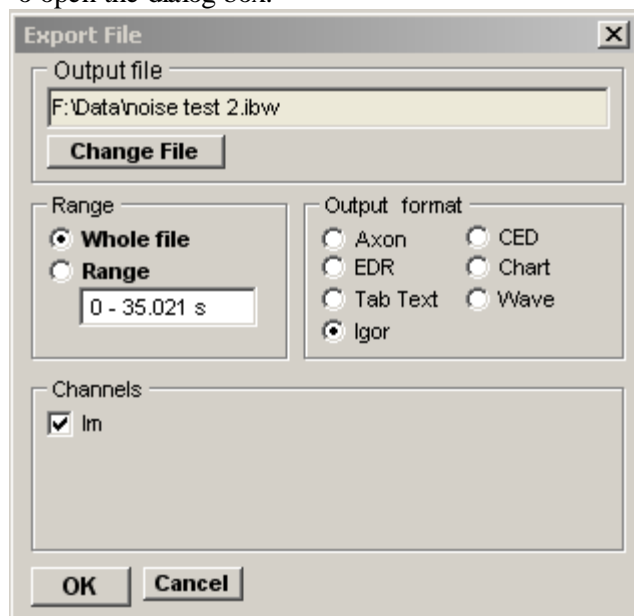 o open the dialog box.
Export File
Output file
F:\Data\noise test 2.ibw
Change File
Range
Whole file
Range
0 - 35.021 s
Output format
Axon
CED
EDR
Chart
Tab Text
Wave
Igor
Channels
Im
OK
Cancel